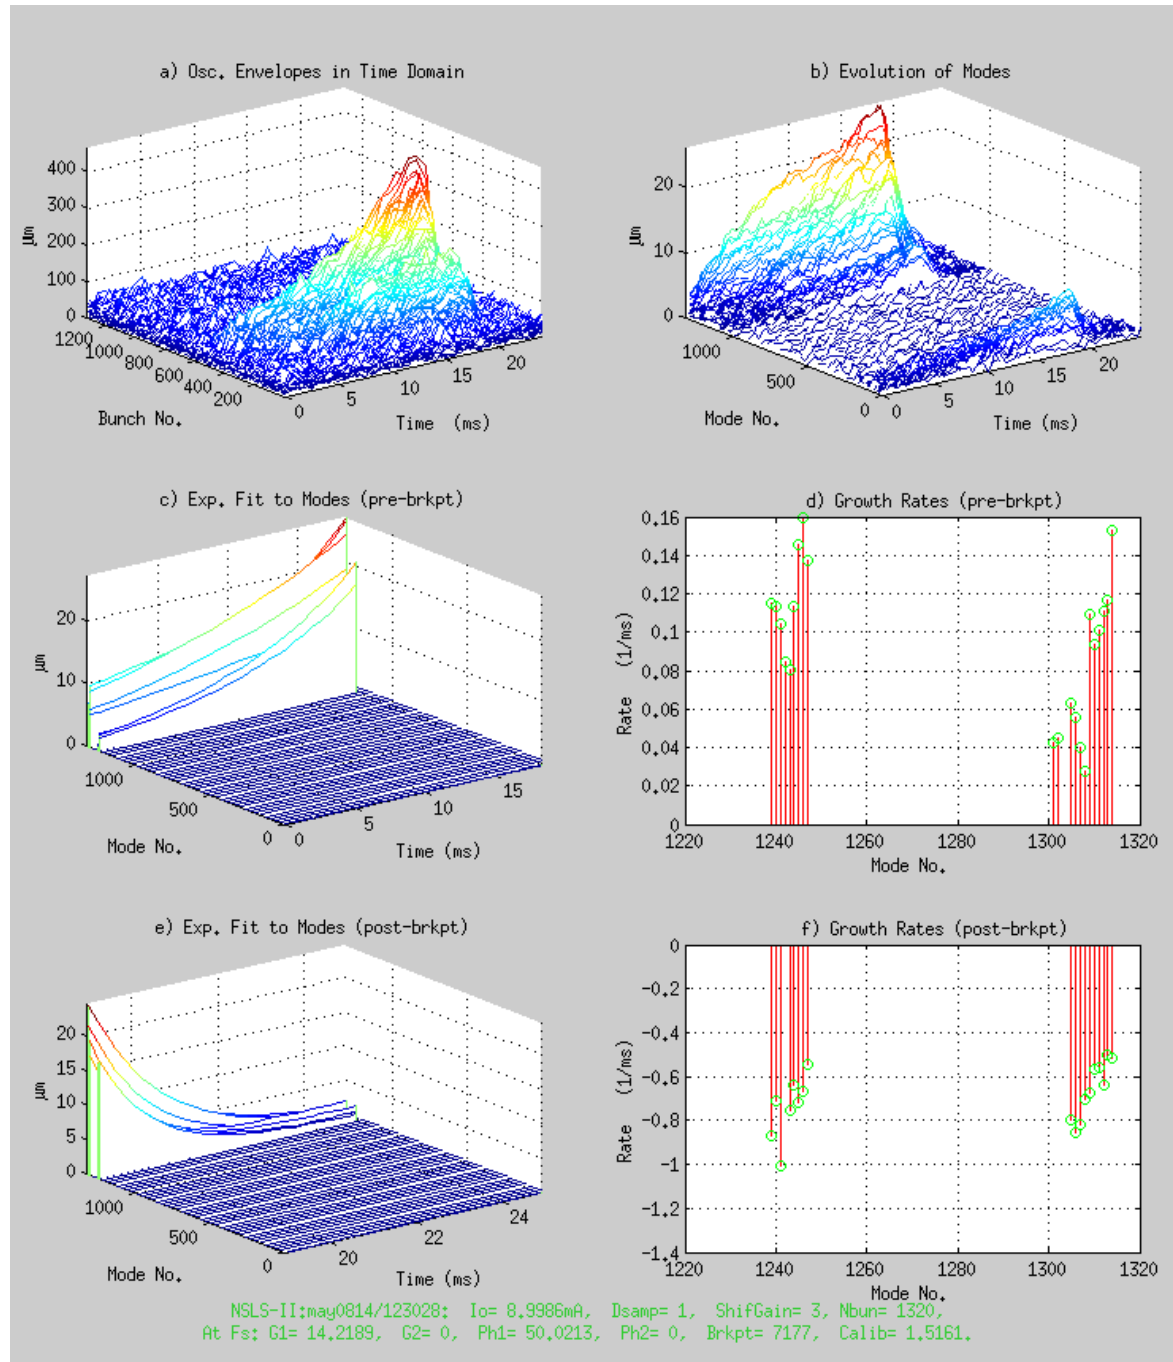 a) Osc. Envelopes in Time Domain
400
300
200
100
0
µm
1200
1000
800
600
400
200
Bunch No.
0
5
10
15
20
Time (ms)
b) Evolution of Modes
20
10
0
µm
1000
500
0
Mode No.
0
5
10
15
20
Time (ms)
c) Exp. Fit to Modes (pre-brkpt)
20
10
0
µm
1000
500
0
Mode No.
0
5
10
15
Time (ms)
d) Growth Rates (pre-brkpt)
0.16
0.14
0.12
0.1
0.08
0.06
0.04
0.02
0
Rate (1/ms)
1220 1240 1260 1280 1300 1320
Mode No.
e) Exp. Fit to Modes (post-brkpt)
20
15
10
5
0
µm
1000
500
0
Mode No.
20
22
24
Time (ms)
f) Growth Rates (post-brkpt)
0
-0.2
-0.4
-0.6
-0.8
-1
-1.2
-1.4
Rate (1/ms)
1220 1240 1260 1280 1300 1320
Mode No.
NSLS-II:may0814/123028: Io= 8.9986mA, Dsamp= 1, ShifGain= 3, Nbun= 1320,
At Fs: G1= 14.2189, G2= 0, Ph1= 50.0213, Ph2= 0, Brkpt= 7177, Calib= 1.5161.